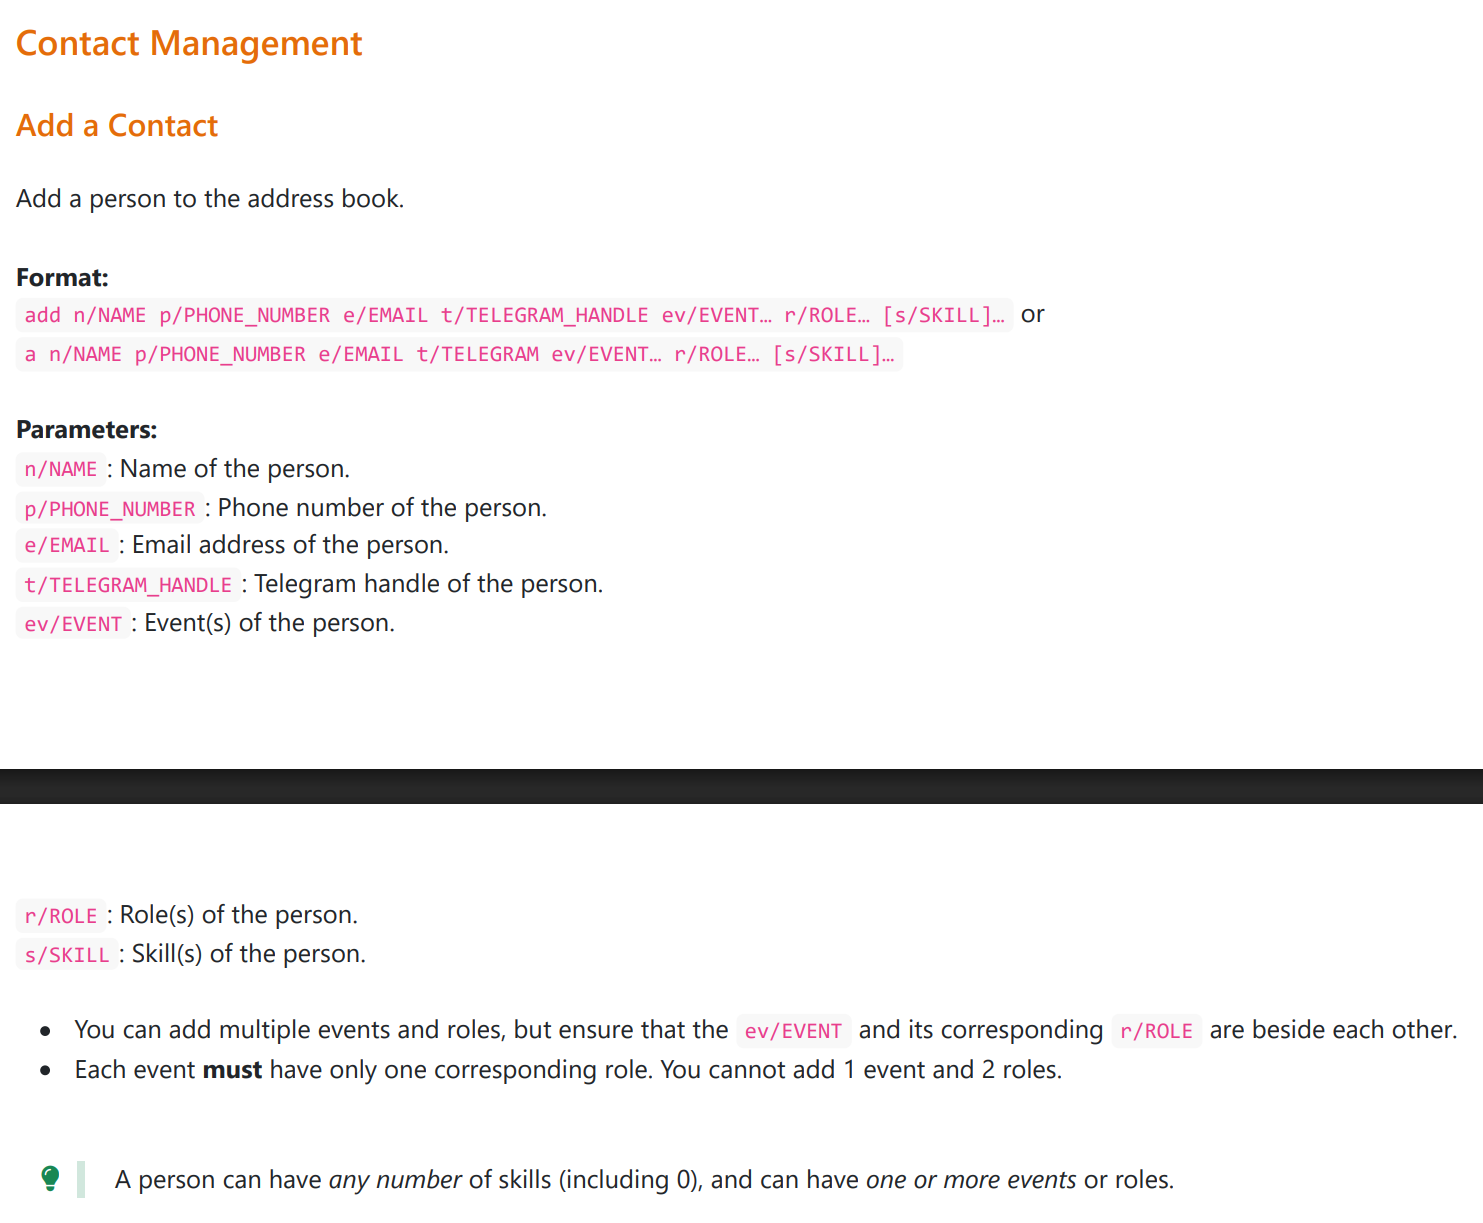 Contact Management
Add a Contact
Add a person to the address book.
Format:
add n/NAME p/PHONE_NUMBER e/EMAIL t/TELEGRAM_HANDLE ev/EVENT… r/ROLE… [s/SKILL]… or
a n/NAME p/PHONE_NUMBER e/EMAIL t/TELEGRAM ev/EVENT… r/ROLE… [s/SKILL]…
Parameters:
n/NAME : Name of the person.
p/PHONE_NUMBER : Phone number of the person.
e/EMAIL : Email address of the person.
t/TELEGRAM_HANDLE : Telegram handle of the person.
ev/EVENT : Event(s) of the person.
r/ROLE : Role(s) of the person.
s/SKILL : Skill(s) of the person.
• You can add multiple events and roles, but ensure that the ev/EVENT and its corresponding r/ROLE are beside each other.
• Each event must have only one corresponding role. You cannot add 1 event and 2 roles.
A person can have any number of skills (including 0), and can have one or more events or roles.